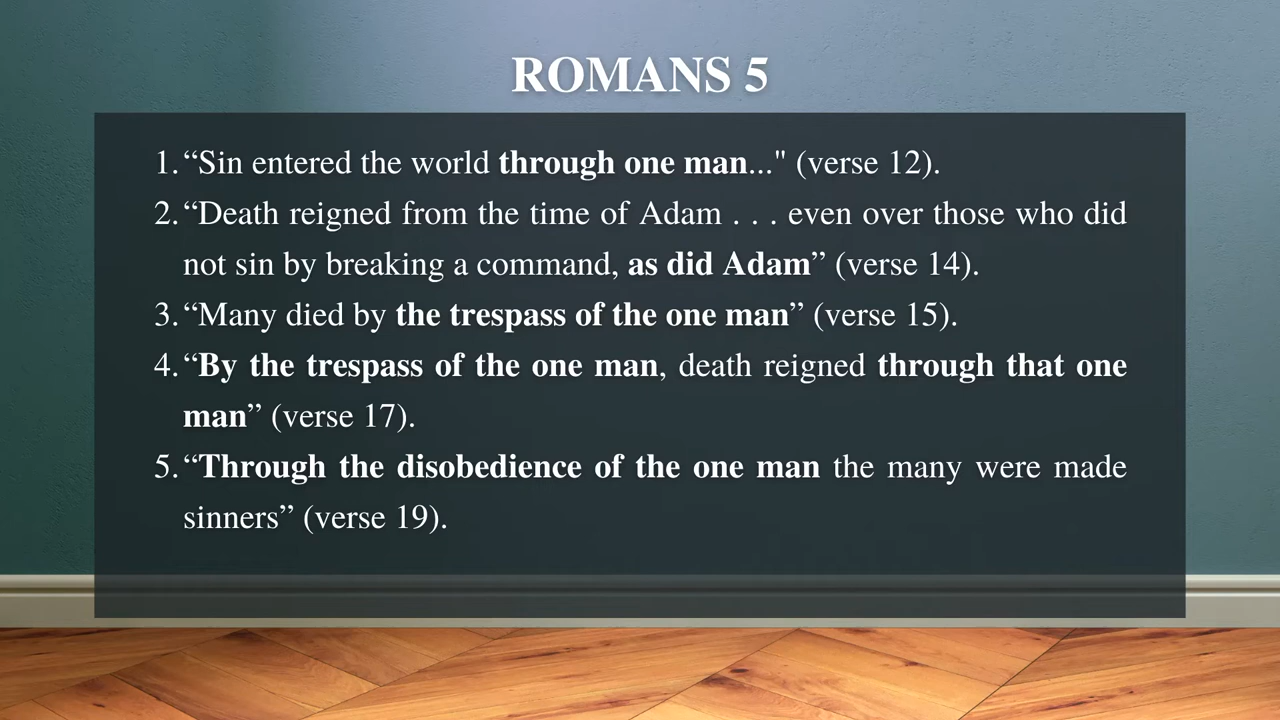 ROMANS 5
1. “Sin entered the world through one man..." (verse 12).
2. “Death reigned from the time of Adam . . . even over those who did
not sin by breaking a command, as did Adam” (verse 14).
3. “Many died by the trespass of the one man” (verse 15).
4. “By the trespass of the one man, death reigned through that one
man” (verse 17).
5. “Through the disobedience of the one man the many were made
sinners” (verse 19).